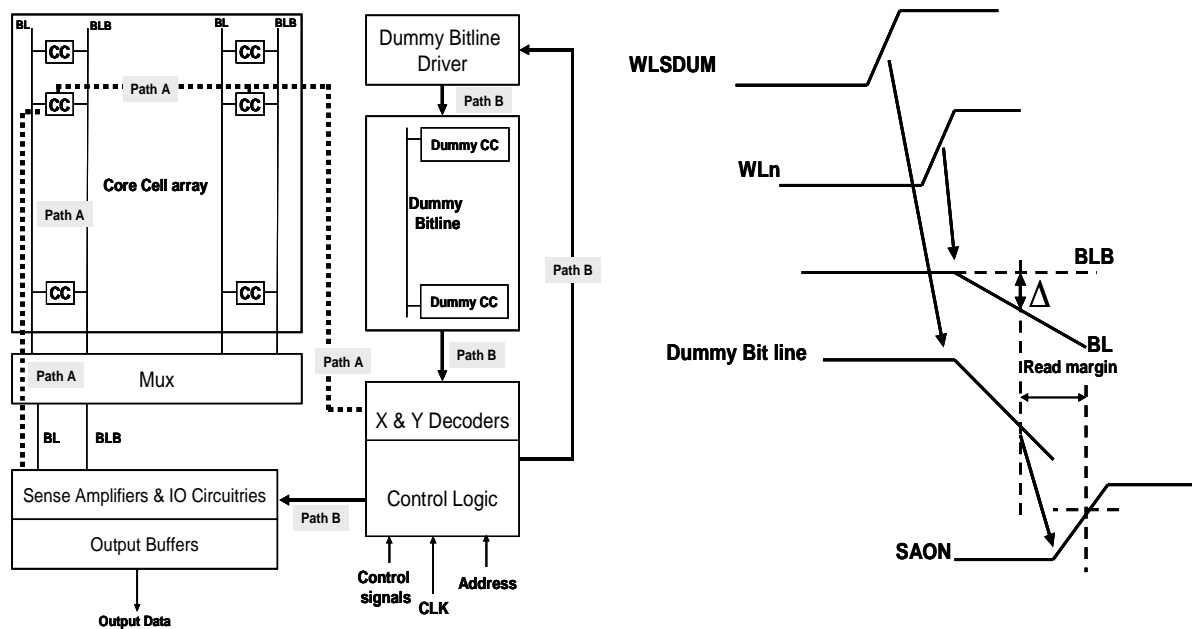 BL
BLB
BL
BLB
CC
CC
Path A
CC
CC
Core Cell array
Path A
CC
CC
Path A
Mux
BL
BLB
Sense Amplifiers & IO Circuitries
Output Buffers
Output Data
Dummy Bitline
Driver
Path B
Dummy CC
Dummy
Bitline
Dummy CC
Path B
Path B
Path A
X & Y Decoders
Control Logic
Path B
Control
signals
CLK
Address
WLSDUM
WLn
BLB
Δ
BL
Dummy Bit line
Read margin
SAON